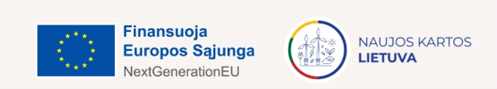 Finansuoja
Europos Sąjunga
NextGenerationEU
NAUJOS KARTOS
LIETUVA